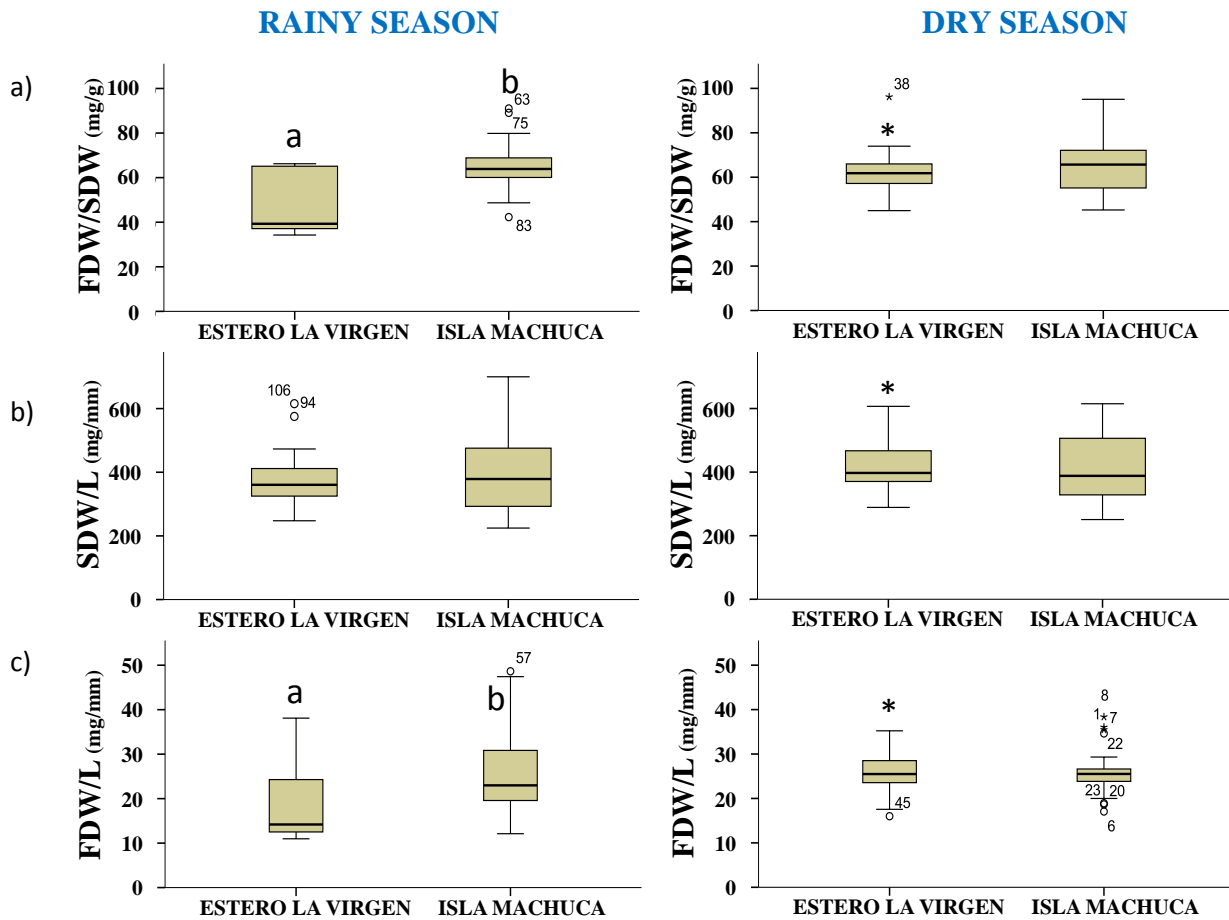 RAINY SEASON
DRY SEASON
a)
FDW/SDW (mg/g)
100
80
60
40
20
0
a
b
63
75
83
ESTERO LA VIRGEN ISLA MACHUCA
FDW/SDW (mg/g)
100
80
60
40
20
0
* 38
*
ESTERO LA VIRGEN ISLA MACHUCA
b)
SDW/L (mg/mm)
600
400
200
0
106 94
ESTERO LA VIRGEN ISLA MACHUCA
SDW/L (mg/mm)
600
400
200
0
*
ESTERO LA VIRGEN ISLA MACHUCA
c)
FDW/L (mg/mm)
50
40
30
20
10
0
a
b
57
ESTERO LA VIRGEN ISLA MACHUCA
FDW/L (mg/mm)
50
40
30
20
10
0
*
45
8
1 * 7
*
22
23 20
6
ESTERO LA VIRGEN ISLA MACHUCA